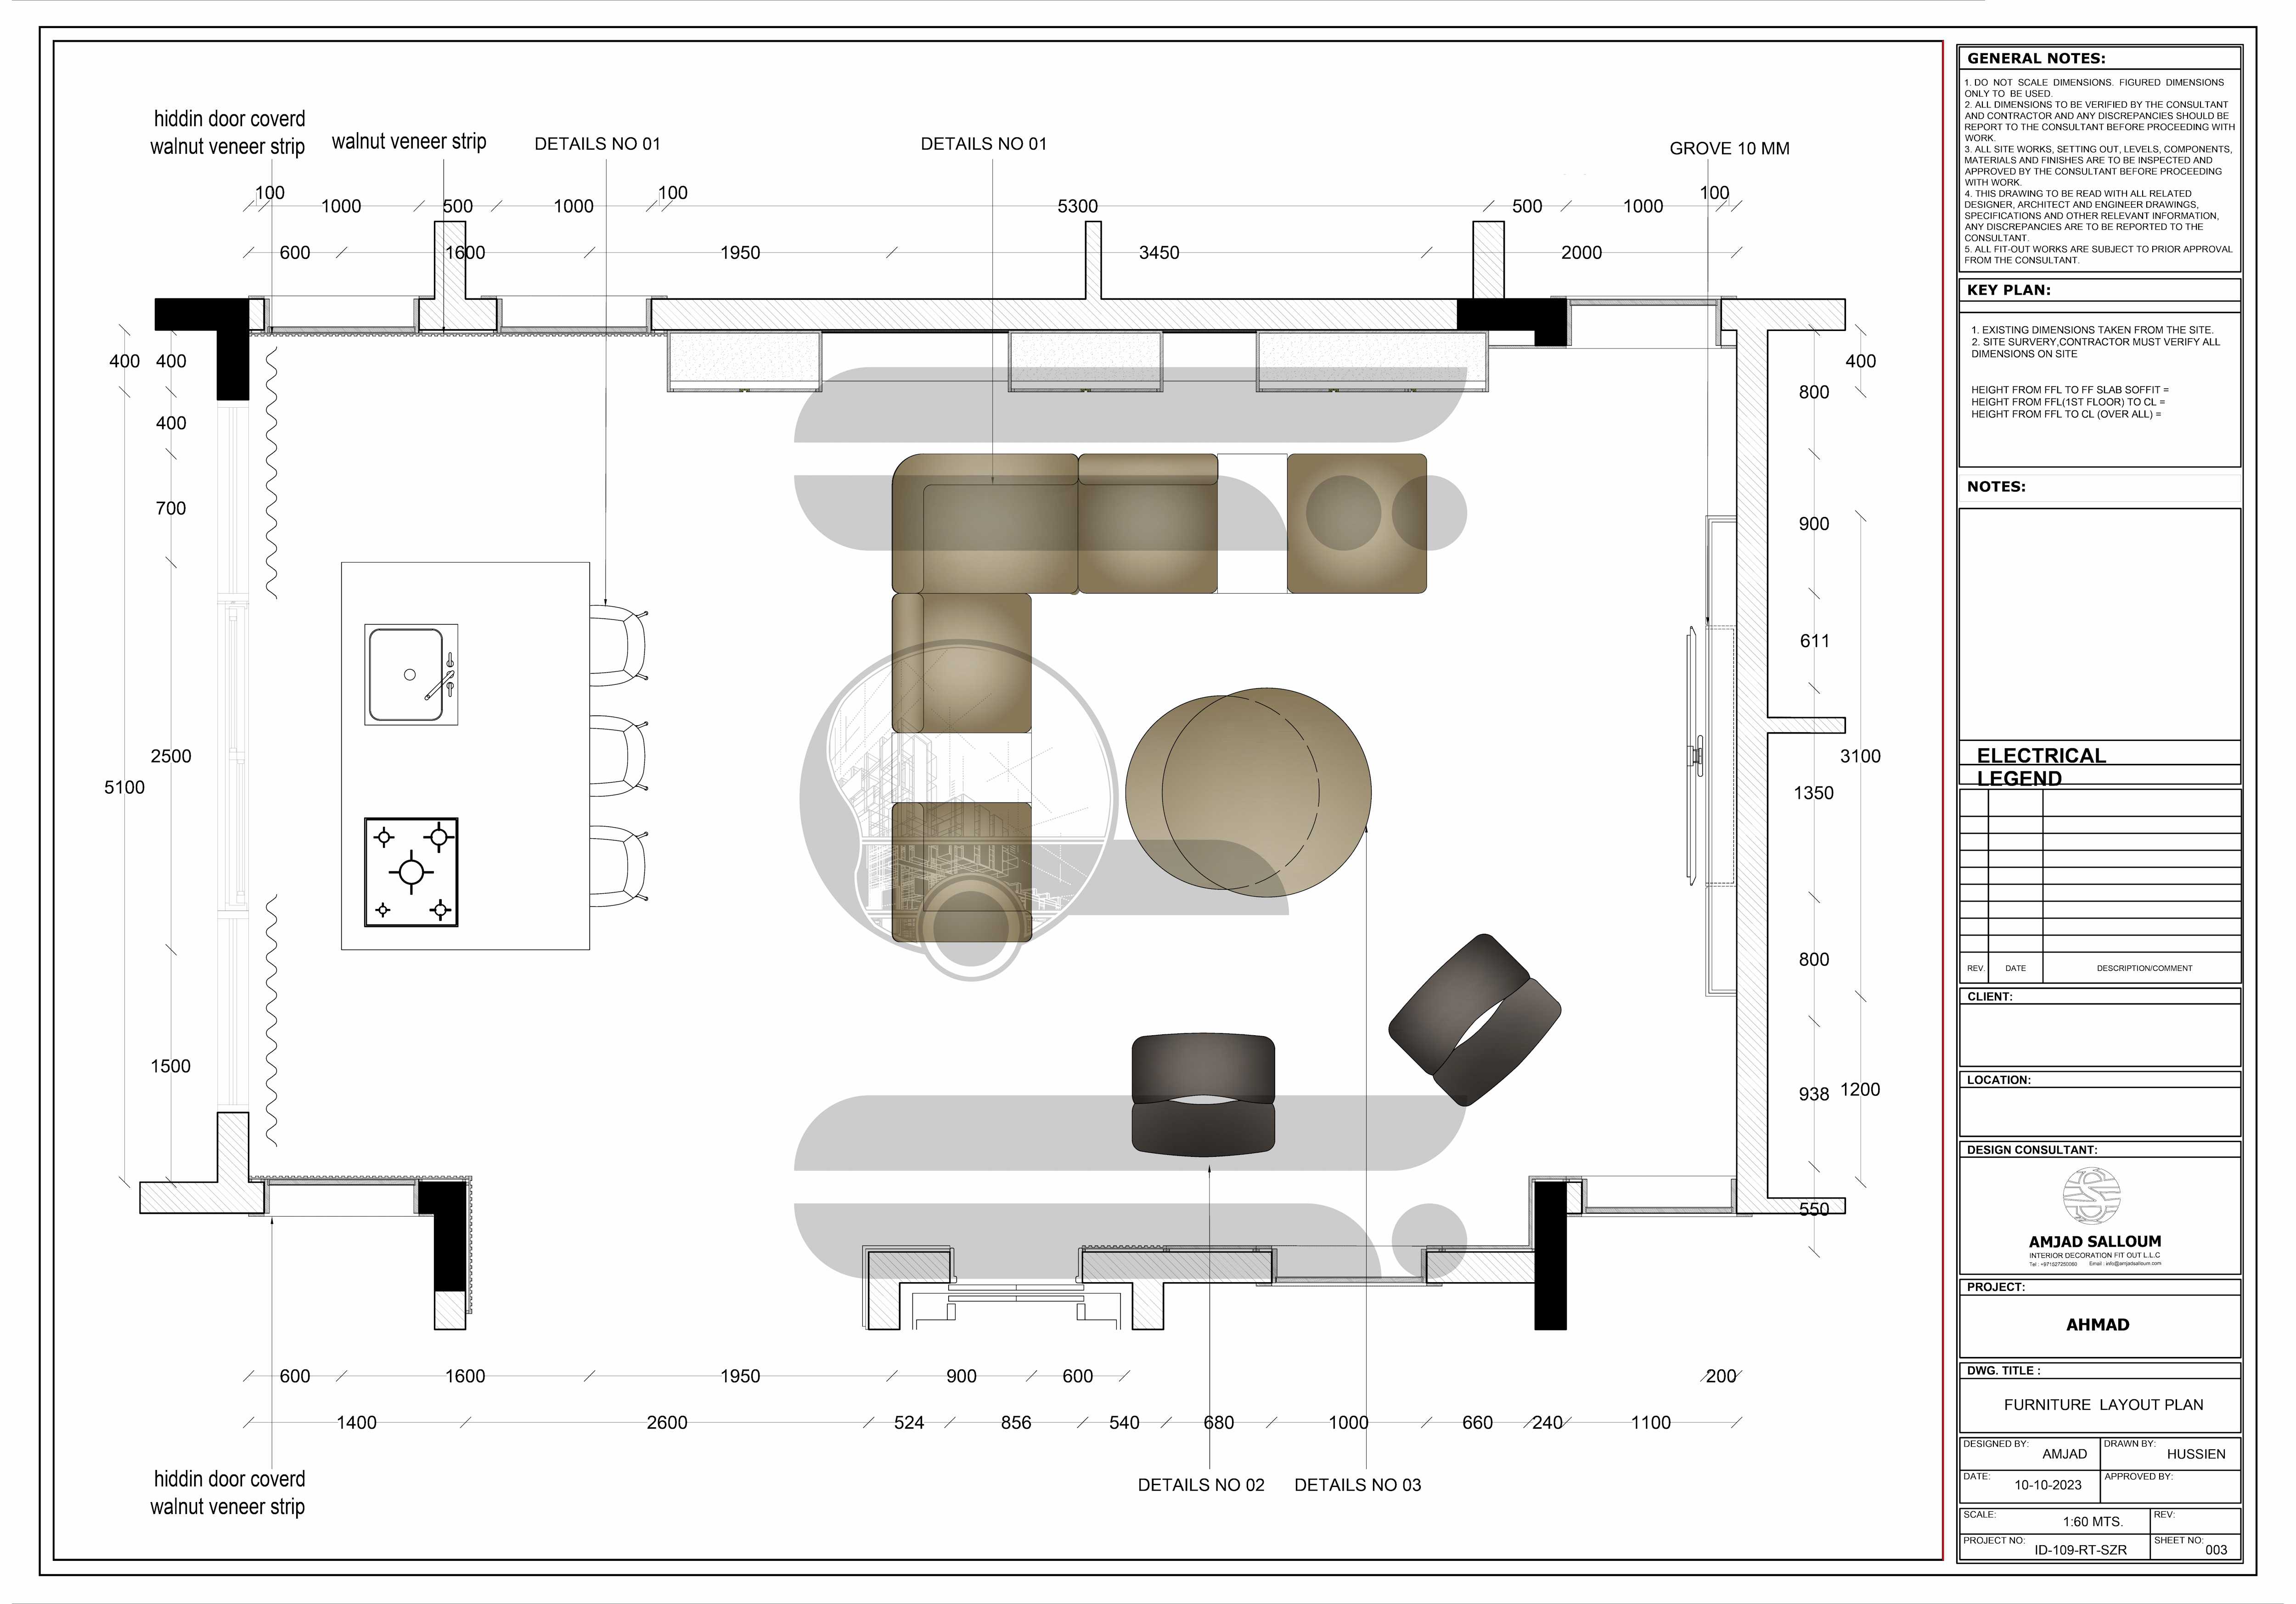 hiddin door coverd
walnut veneer strip
walnut veneer strip
DETAILS NO 01
DETAILS NO 01
GROVE 10 MM
100
1000
500
1000
100
5300
500
1000
100
600
1600
1950
3450
2000
400
400
400
700
2500
5100
1500
400
800
900
611
3100
1350
800
938
1200
550
600
1600
1950
900
600
200
1400
2600
524
856
540
680
1000
660
240
1100
DETAILS NO 02
DETAILS NO 03
hiddin door coverd
walnut veneer strip
GENERAL NOTES:
1. DO NOT SCALE DIMENSIONS. FIGURED DIMENSIONS
ONLY TO BE USED.
2. ALL DIMENSIONS TO BE VERIFIED BY THE CONSULTANT
AND CONTRACTOR AND ANY DISCREPANCIES SHOULD BE
REPORT TO THE CONSULTANT BEFORE PROCEEDING WITH
WORK.
3. ALL SITE WORKS, SETTING OUT, LEVELS, COMPONENTS,
MATERIALS AND FINISHES ARE TO BE INSPECTED AND
APPROVED BY THE CONSULTANT BEFORE PROCEEDING
WITH WORK.
4. THIS DRAWING TO BE READ WITH ALL RELATED
DESIGNER, ARCHITECT AND ENGINEER DRAWINGS,
SPECIFICATIONS AND OTHER RELEVANT INFORMATION,
ANY DISCREPANCIES ARE TO BE REPORTED TO THE
CONSULTANT.
5. ALL FIT-OUT WORKS ARE SUBJECT TO PRIOR APPROVAL
FROM THE CONSULTANT.
KEY PLAN:
1. EXISTING DIMENSIONS TAKEN FROM THE SITE.
2. SITE SURVERY,CONTRACTOR MUST VERIFY ALL
DIMENSIONS ON SITE
HEIGHT FROM FFL TO FF SLAB SOFFIT =
HEIGHT FROM FFL(1ST FLOOR) TO CL =
HEIGHT FROM FFL TO CL (OVER ALL) =
NOTES:
ELECTRICAL
LEGEND
REV. DATE DESCRIPTION/COMMENT
CLIENT:
LOCATION:
DESIGN CONSULTANT:
AMJAD SALLOUM
INTERIOR DECORATION FIT OUT L.L.C
Tel : +971527250060 Email : info@amjadsalloum.com
PROJECT:
AHMAD
DWG. TITLE :
FURNITURE LAYOUT PLAN
DESIGNED BY: AMJAD
DRAWN BY: HUSSIEN
DATE: 10-10-2023
APPROVED BY:
SCALE: 1:60 MTS.
REV:
PROJECT NO: ID-109-RT-SZR
SHEET NO: 003